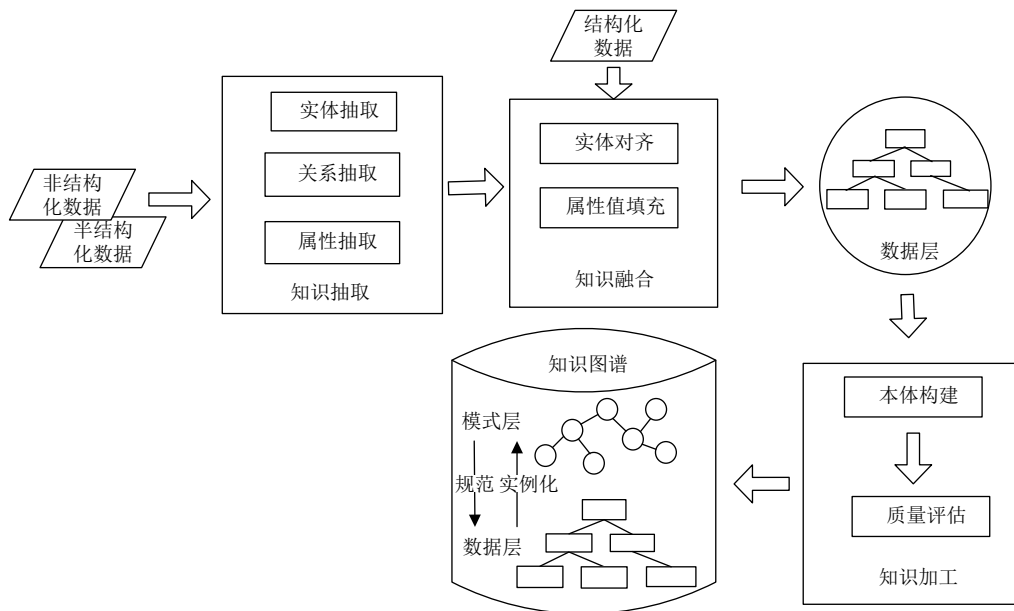 结构化
数据
非结构
化数据
半结构
化数据
实体抽取
关系抽取
属性抽取
知识抽取
实体对齐
属性值填充
知识融合
数据层
本体构建
质量评估
知识加工
知识图谱
模式层
规范 实例化
数据层